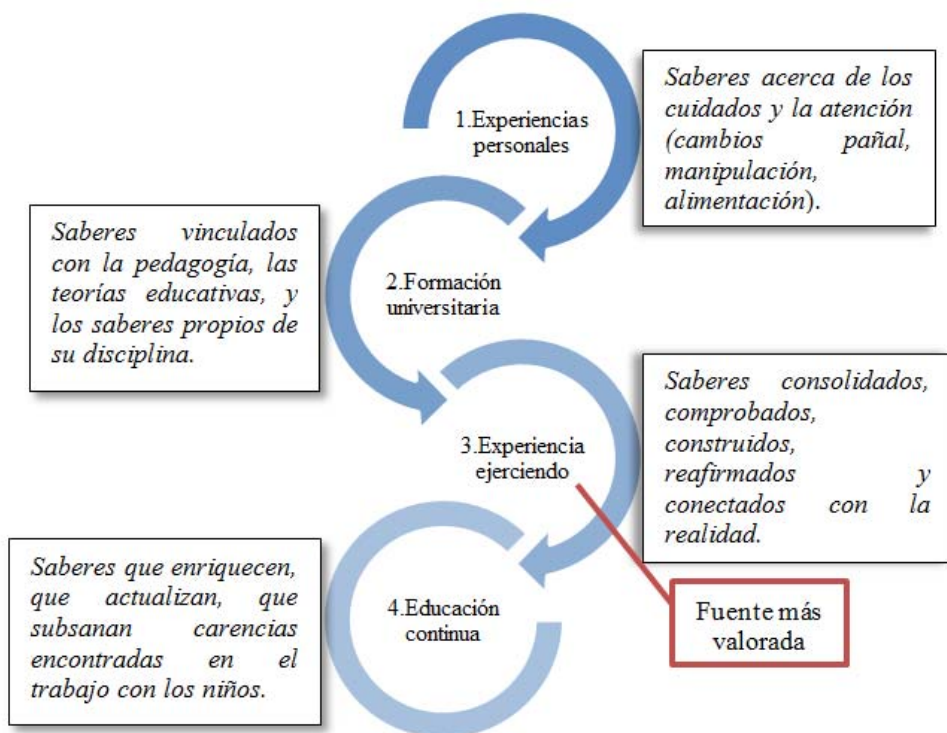 1.Experiencias
personales
Saberes acerca de los
cuidados y la atención
(cambios pañal,
manipulación,
alimentación).
2.Formación
universitaria
Saberes vinculados
con la pedagogía, las
teorías educativas, y
los saberes propios de
su disciplina.
3.Experiencia
ejerciendo
Saberes consolidados,
comprobados,
construidos,
reafirmados y
conectados con la
realidad.
Fuente más
valorada
4.Educación
continua
Saberes que enriquecen,
que actualizan, que
subsanan carencias
encontradas en el
trabajo con los niños.